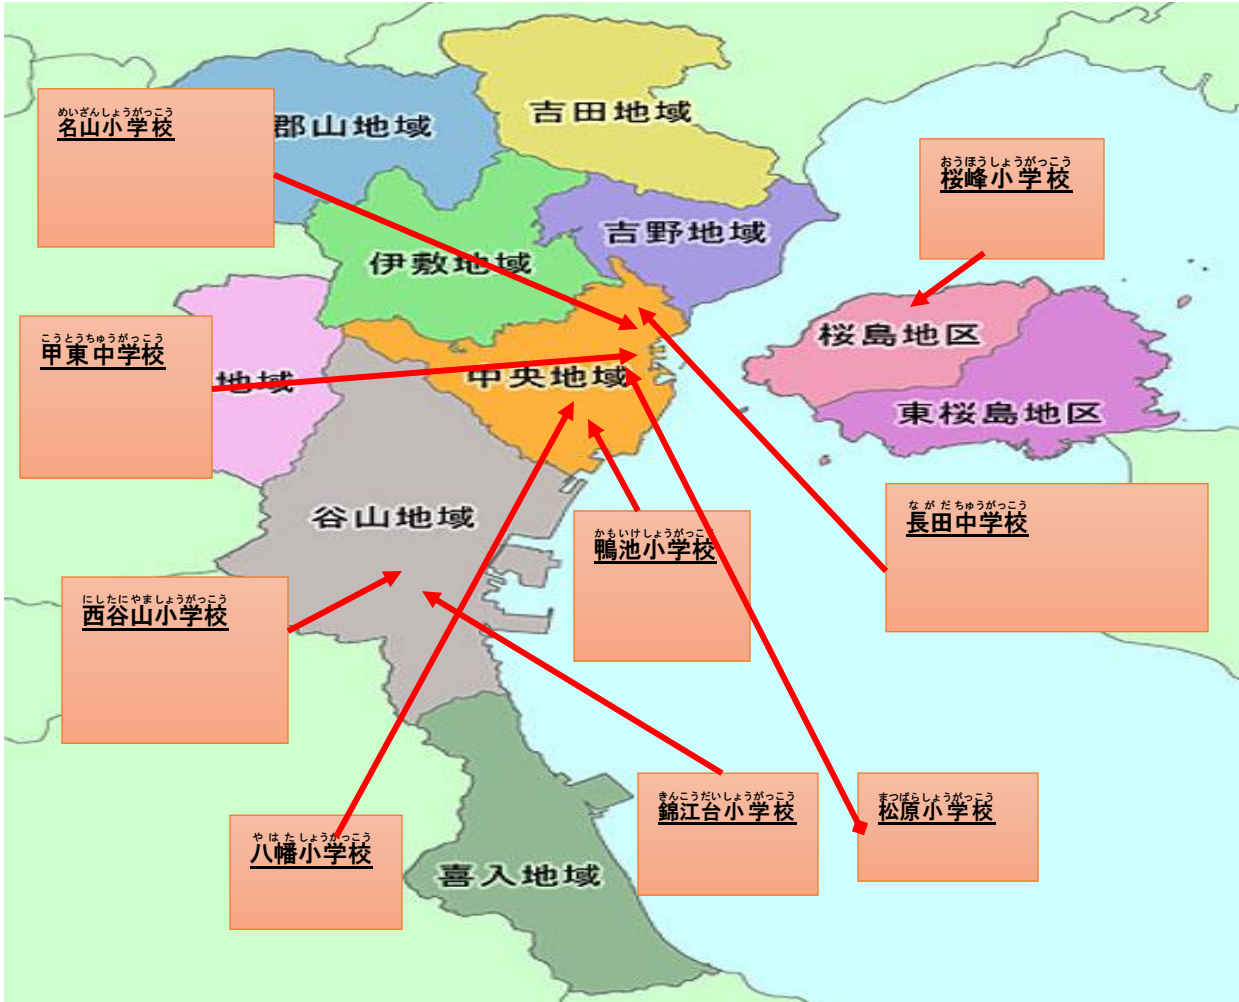 吉田地域
めいざんしょうがっこう
名山小学校
郡山地域
おうほうしょうがっこう
桜峰小学校
吉野地域
伊敷地域
こうとうちゅうがっこう
甲東中学校
桜島地区
地域
中央地域
東桜島地区
谷山地域
ながだちゅうがっこう
長田中学校
かもいけしょうがっこう
鴨池小学校
にしたにやましょうがっこう
西谷山小学校
きんこうだいしょうがっこう
錦江台小学校
まつばらしょうがっこう
松原小学校
やはたしょうがっこう
八幡小学校
喜入地域